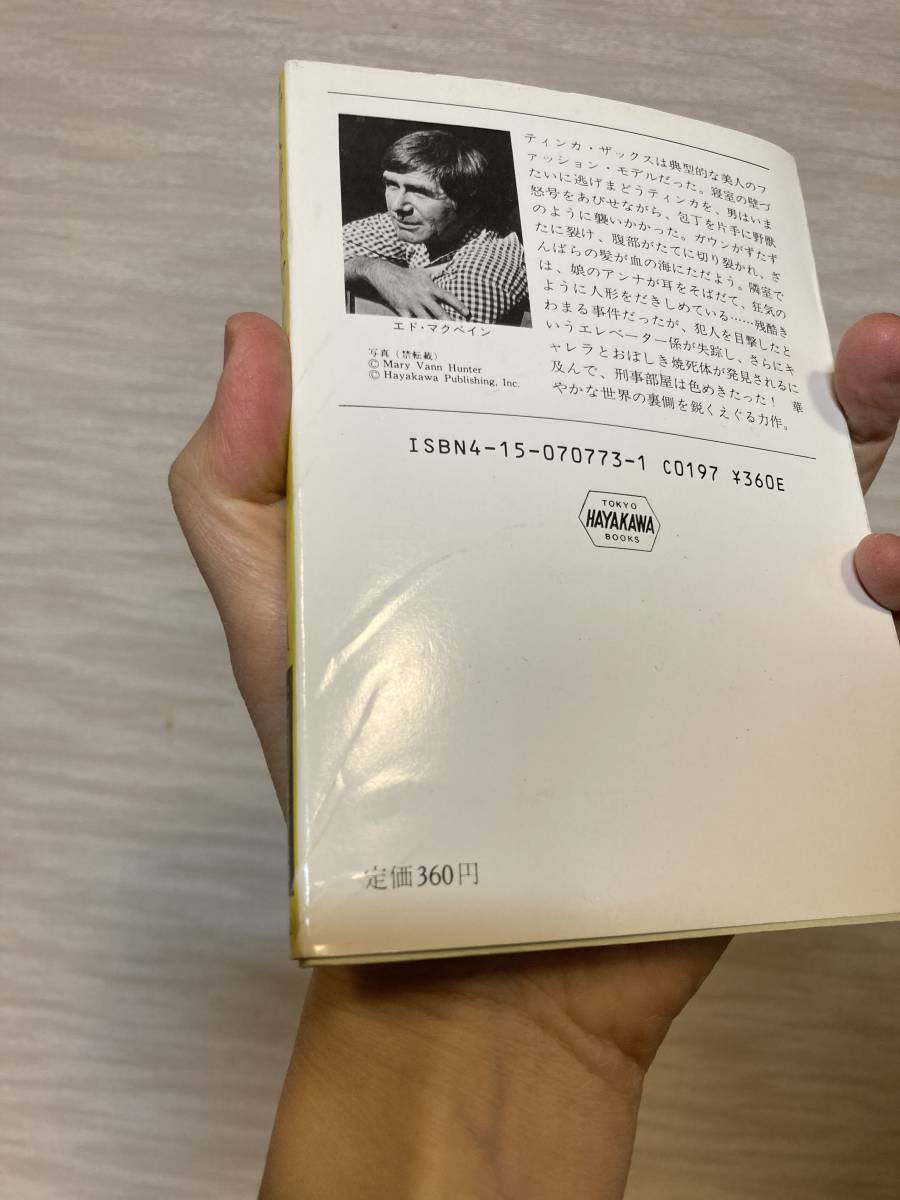 ティンカ・ザックスは典型的な美人のフ
ァッション・モデルだった。寝室の壁づ
たいに逃げまどうティンカを、男はいま
怒号をあびせながら、包丁を片手に野獣
のように襲いかかった。ガウンがずたず
たに裂け、腹部がたてに切り裂かれ、ざ
んばらの髪が血の海にただよう。隣室で
は、娘のアンナが耳をそばだて、狂気の
ように人形をだきしめている……残酷き
わまる事件だったが、犯人を目撃したと
いうエレベーター係が失踪し、さらにキ
ャレラとおぼしき焼死体が発見されるに
及んで、刑事部屋は色めきたった！　華
やかな世界の裏側を鋭くえぐる力作。
エド・マクベイン
写真（禁転載）
© Mary Vann Hunter
© Hayakawa Publishing, Inc.
ISBN4-15-070773-1 C0197 ¥360E
TOKYO
HAYAKAWA
BOOKS
定価360円